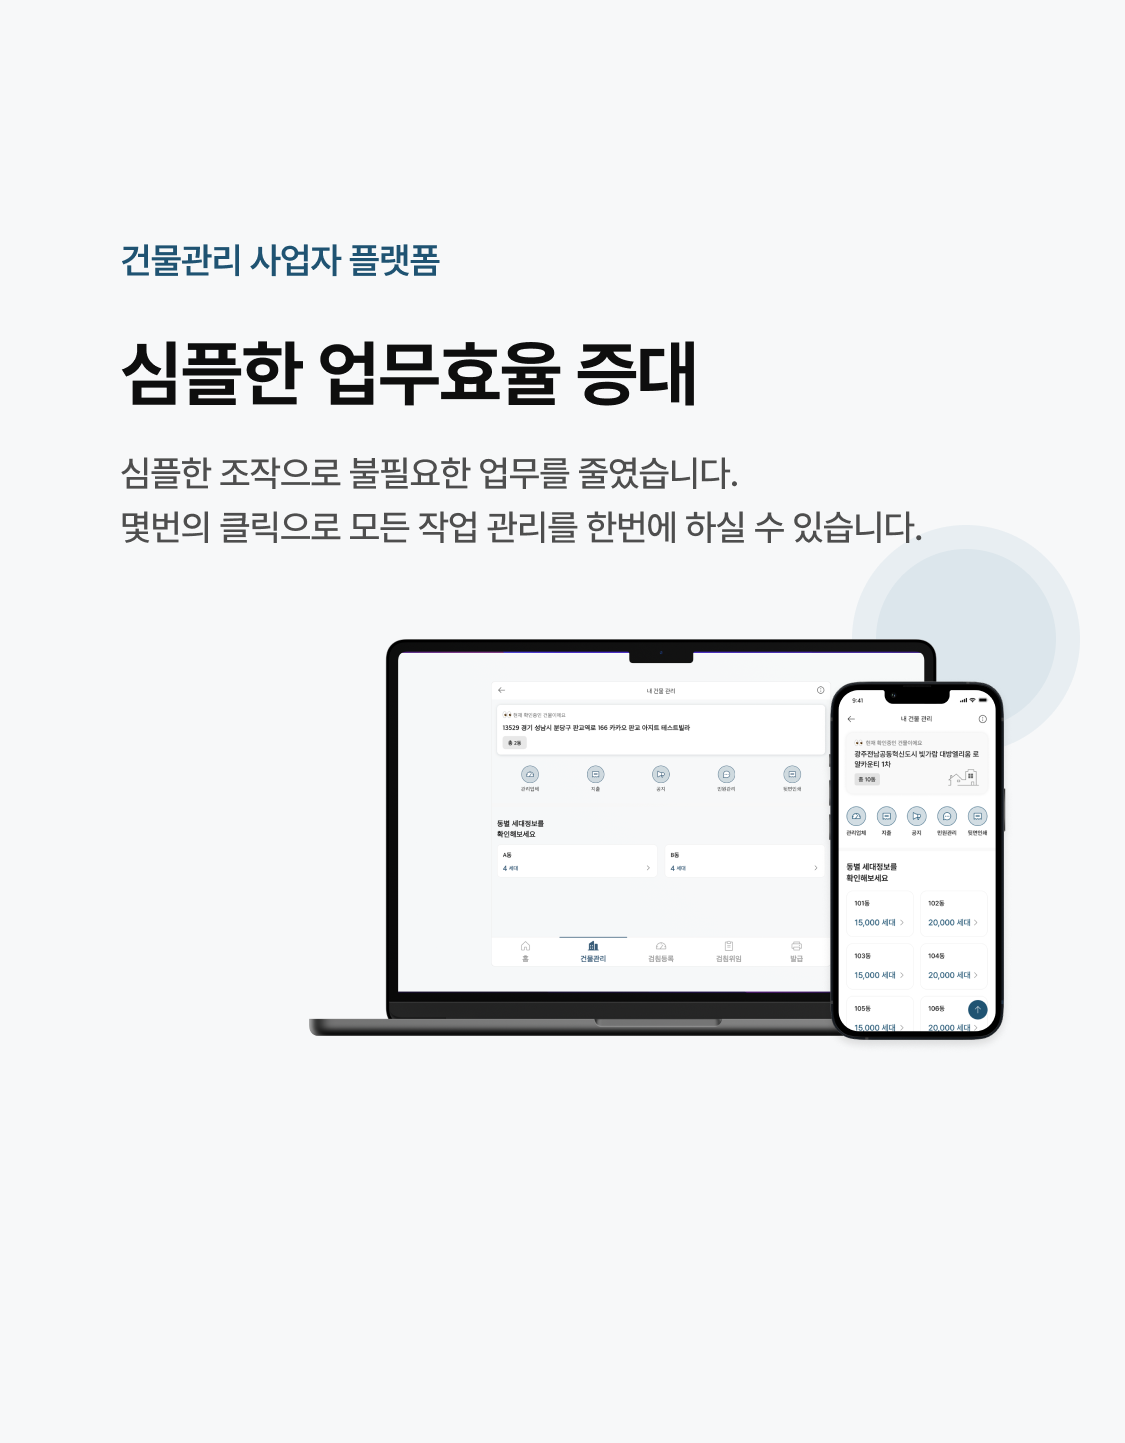 건물관리 사업자 플랫폼
심플한 업무효율 증대
심플한 조작으로 불필요한 업무를 줄였습니다.
몇번의 클릭으로 모든 작업 관리를 한번에 하실 수 있습니다.
내 건물 관리
현재 확인중인 건물이에요
13529 경기 성남시 분당구 판교역로 166 카카오 판교 아지트 테스트빌라
총 2동
관리업체
지출
공지
민원관리
뒷면인쇄
동별 세대정보를
확인해보세요
A동
4 세대
B동
4 세대
홈
건물관리
검침등록
검침위임
발급
9:41
내 건물 관리
현재 확인중인 건물이에요
광주전남공동혁신도시 빛가람 대방엘리움 로
얄카운티 1차
총 10동
관리업체
지출
공지
민원관리
뒷면인쇄
동별 세대정보를
확인해보세요
101동
15,000 세대
102동
20,000 세대
103동
15,000 세대
104동
20,000 세대
105동
15,000 세대
106동
20,000 세대